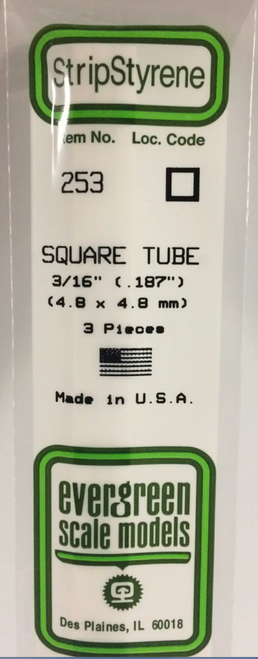 StripStyrene
Item No. Loc. Code
253
SQUARE TUBE
3/16" (.187")
(4.8 x 4.8 mm)
3 Pieces
Made in U.S.A.
evergreen
scale models
Des Plaines, IL 60018